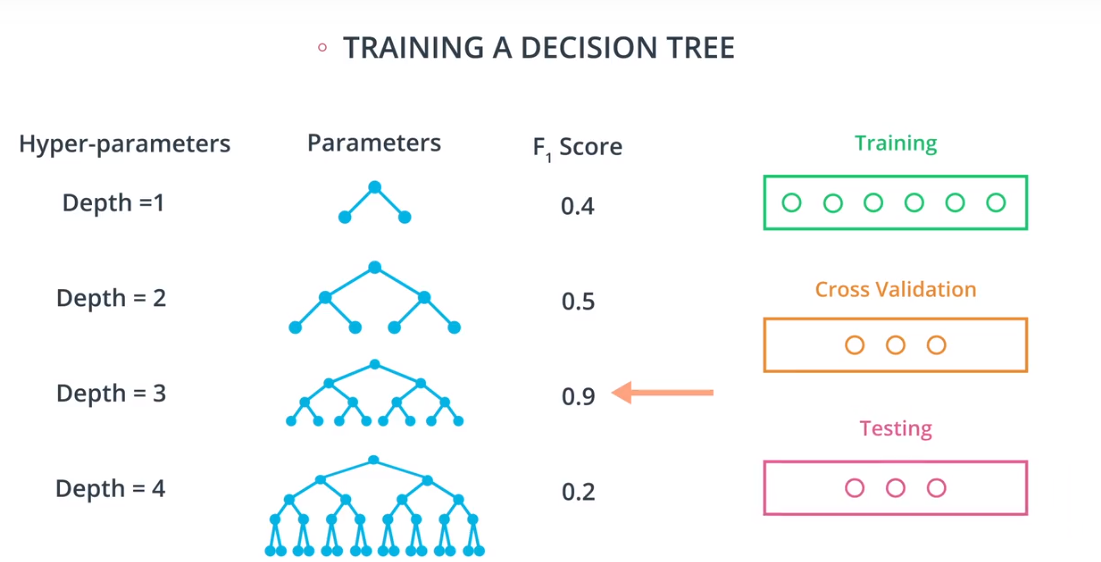 TRAINING A DECISION TREE
Hyper-parameters Parameters F₁ Score Training
Depth =1 0.4
Depth = 2 0.5
Cross Validation
Depth = 3 0.9
Testing
Depth = 4 0.2